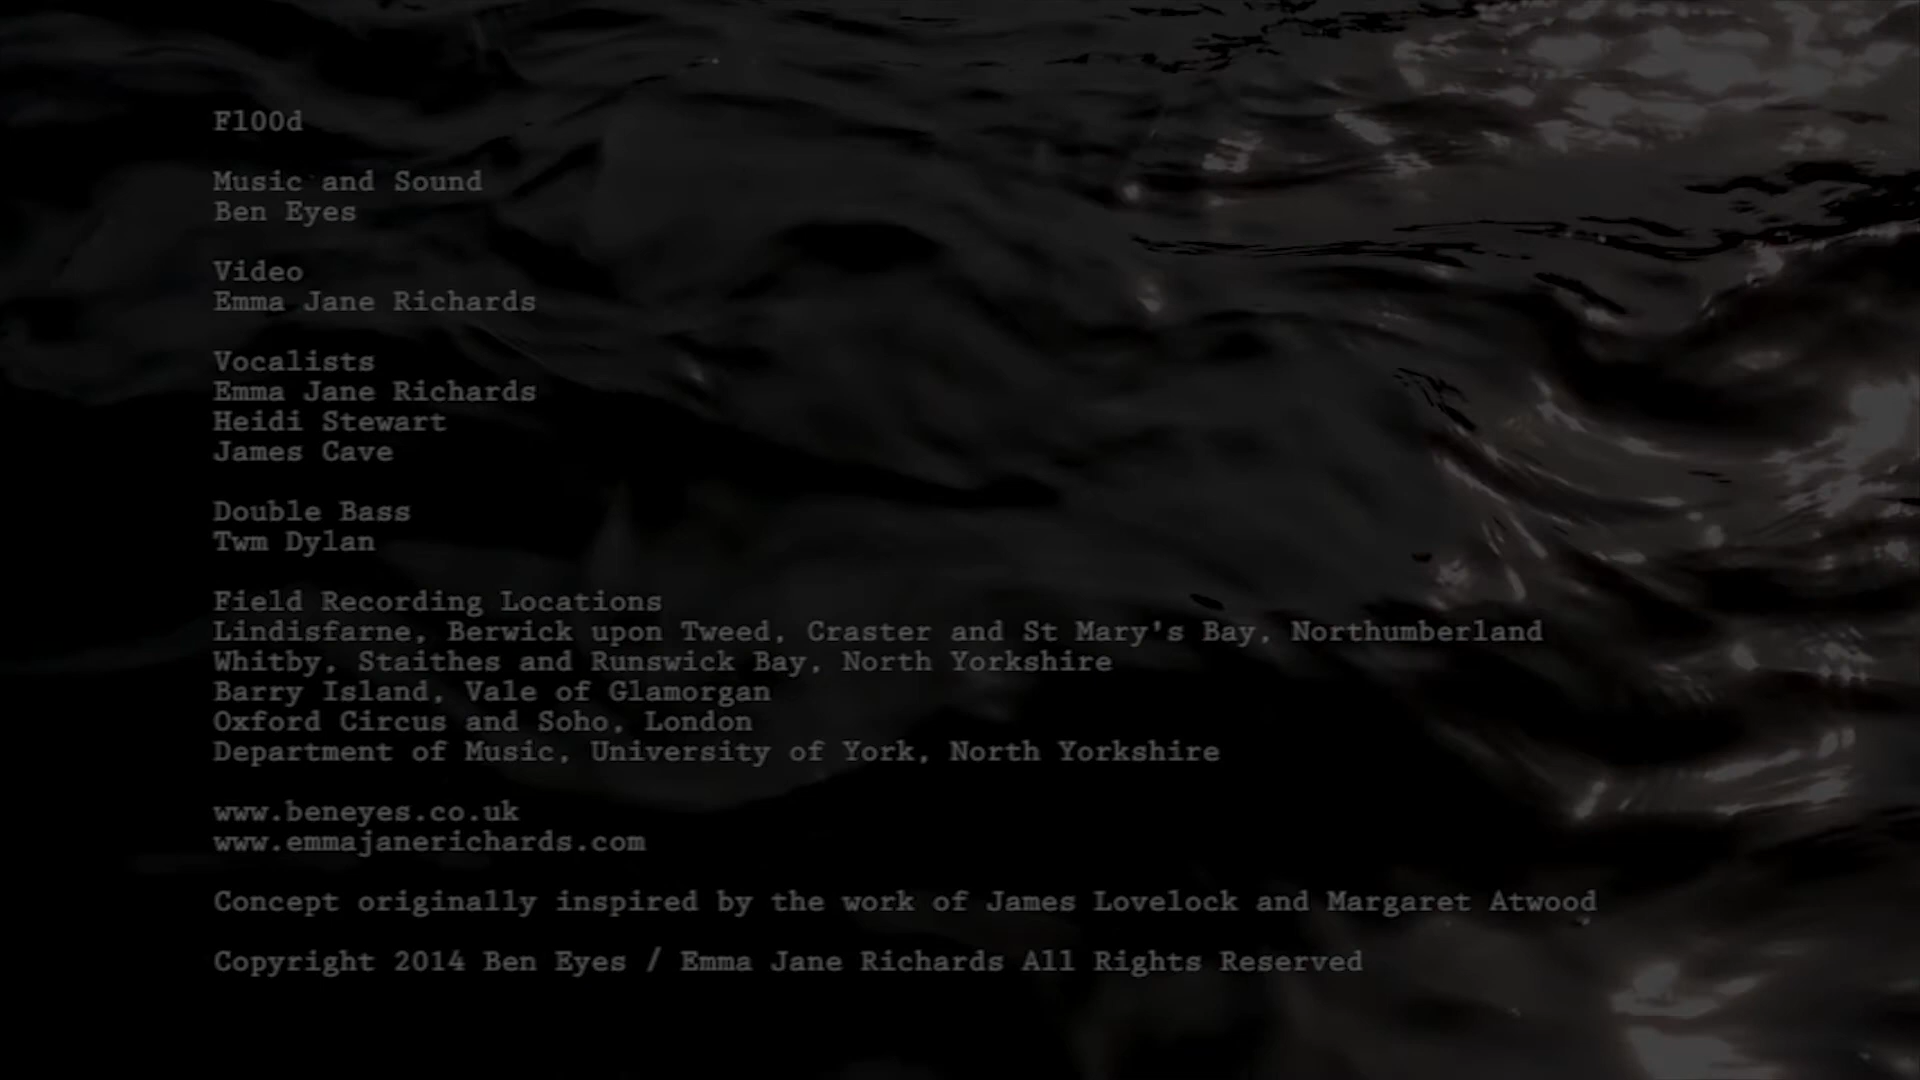 Fl00d
Music and Sound
Ben Eyes
Video
Emma Jane Richards
Vocalists
Emma Jane Richards
Heidi Stewart
James Cave
Double Bass
Twm Dylan
Field Recording Locations
Lindisfarne, Berwick upon Tweed, Craster and St Mary's Bay, Northumberland
Whitby, Staithes and Runswick Bay, North Yorkshire
Barry Island, Vale of Glamorgan
Oxford Circus and Soho, London
Department of Music, University of York, North Yorkshire
www.beneyes.co.uk
www.emmajanerichards.com
Concept originally inspired by the work of James Lovelock and Margaret Atwood
Copyright 2014 Ben Eyes / Emma Jane Richards All Rights Reserved